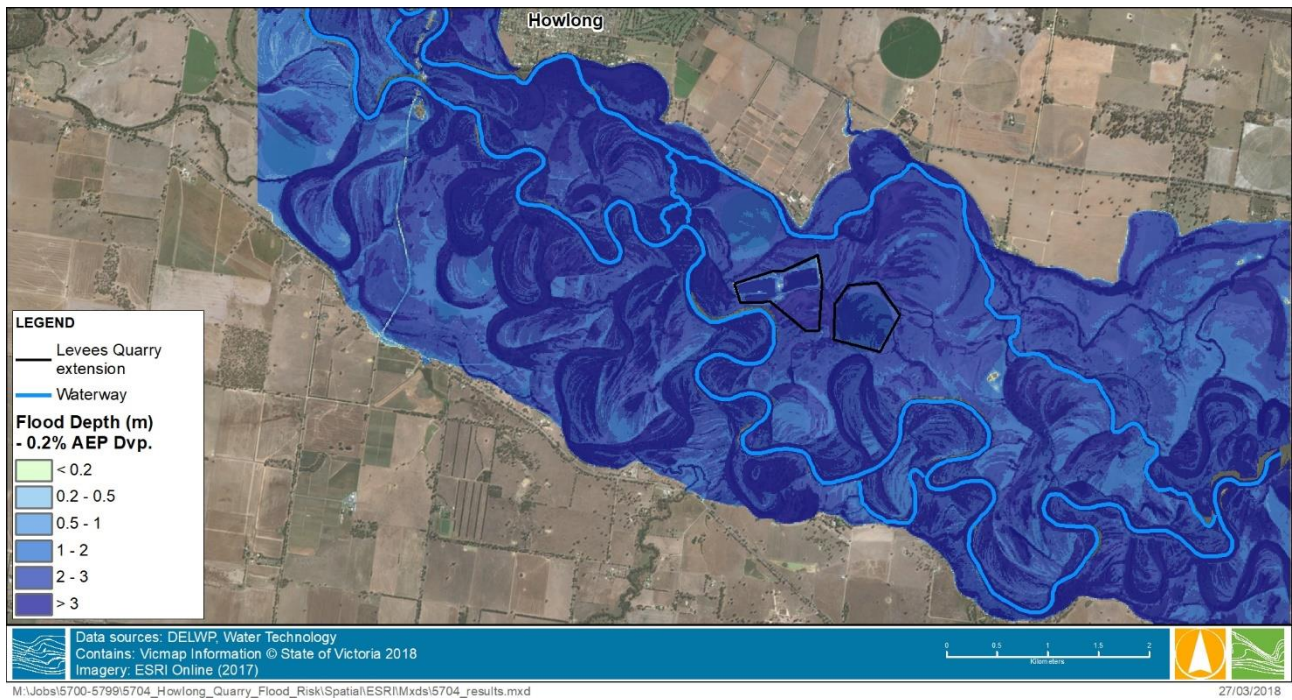 Howlong
LEGEND
Levees Quarry
extension
Waterway
Flood Depth (m)
- 0.2% AEP Dvp.
< 0.2
0.2 - 0.5
0.5 - 1
1 - 2
2 - 3
> 3
Data sources: DELWP, Water Technology
Contains: Vicmap Information © State of Victoria 2018
Imagery: ESRI Online (2017)
0 .5 1 2
Kilometers
M:\Jobs\5700-5799\5704_Howlong_Quarry_Flood_Risk\Spatial\ESRI\Mxds\5704_results.mxd
27/03/2018